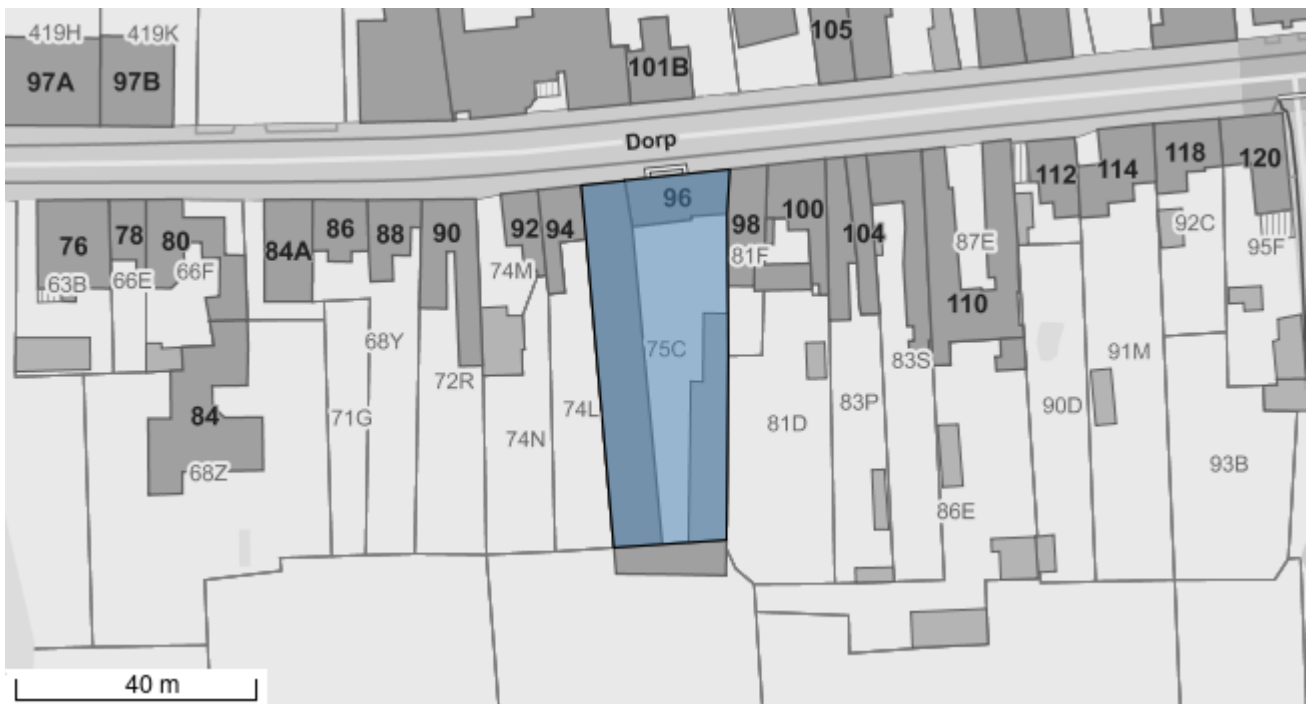 419H
419K
97A
97B
101B
105
Dorp
76
78
80
84A
86
88
90
92
94
96
98
100
104
112
114
118
120
63B
66E
66F
74M
81F
87E
92C
95F
110
68Y
75C
72R
83S
91M
84
71G
74L
74N
81D
83P
90D
68Z
93B
86E
40 m